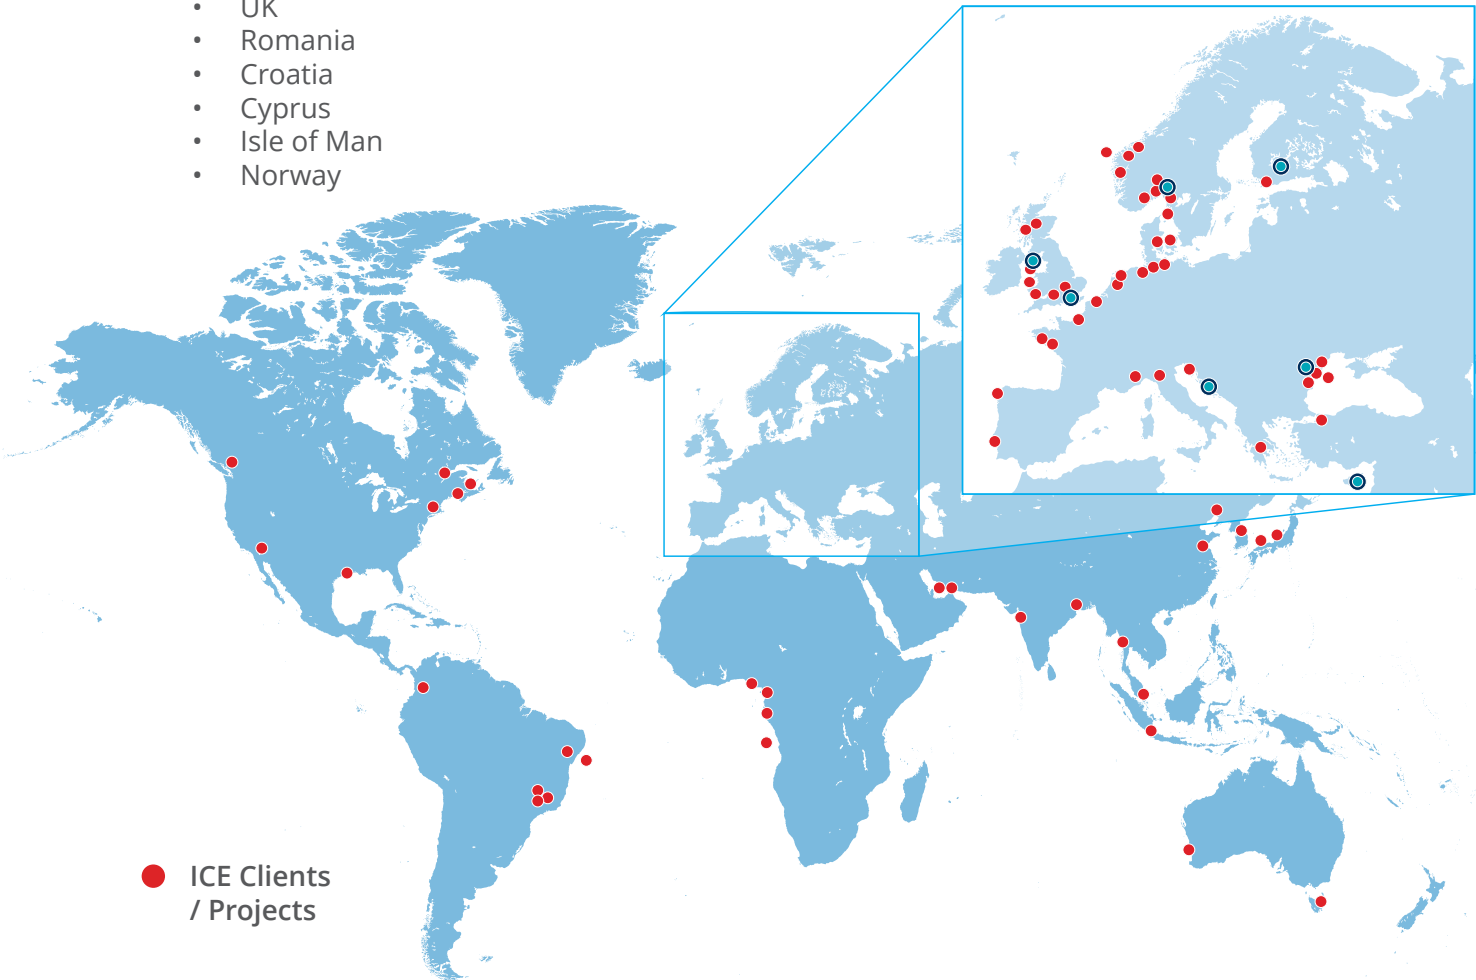 • UK
• Romania
• Croatia
• Cyprus
• Isle of Man
• Norway
ICE Clients
/ Projects